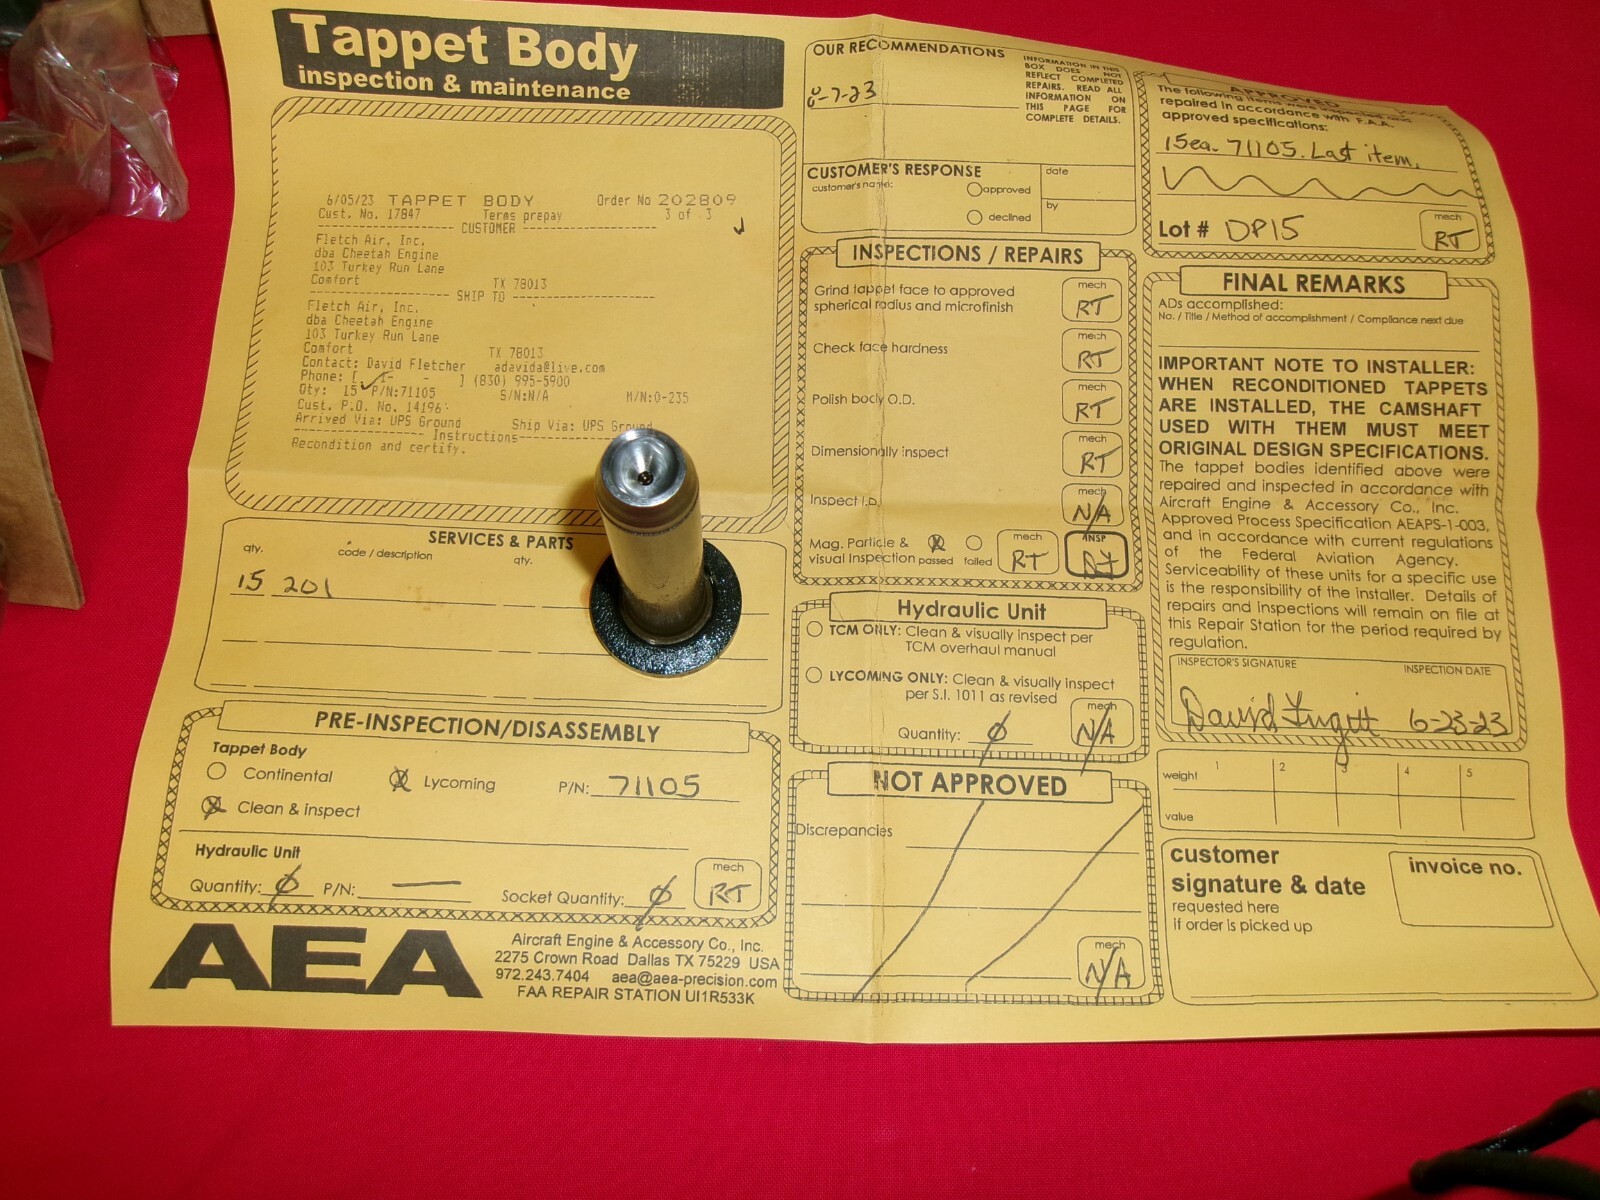 Tappet Body
inspection & maintenance
6/05/23 TAPPET BODY Order No 202809
Cust. No. 17847 Terms prepay 3 of 3
CUSTOMER
Fletch Air, Inc.
dba Cheetah Engine
103 Turkey Run Lane
Comfort TX 78013
SHIP TO
Fletch Air, Inc.
dba Cheetah Engine
103 Turkey Run Lane
Comfort TX 78013
Contact: David Fletcher adavida@live.com
Phone: [ 1- - ] (830) 995-5900
Qty: 15 P/N:71105 S/N:N/A M/N:O-235
Cust. P.O. No. 14196
Arrived Via: UPS Ground Ship Via: UPS Ground
Instructions
Recondition and certify.
SERVICES & PARTS
qty. code / description qty.
15 201
PRE-INSPECTION/DISASSEMBLY
Tappet Body
Continental Lycoming P/N: 71105
Clean & inspect
Hydraulic Unit
Quantity: ϕ P/N: — Socket Quantity: ϕ
mech
RT
AEA
Aircraft Engine & Accessory Co., Inc.
2275 Crown Road Dallas TX 75229 USA
972.243.7404 aea@aea-precision.com
FAA REPAIR STATION UI1R533K
OUR RECOMMENDATIONS
INFORMATION IN THIS
BOX DOES NOT
REFLECT COMPLETED
REPAIRS. READ ALL
INFORMATION ON
THIS PAGE FOR
COMPLETE DETAILS.
6-7-23
CUSTOMER'S RESPONSE
customer's name:
approved
declined
date
by
INSPECTIONS / REPAIRS
Grind tappet face to approved
spherical radius and microfinish
mech
RT
Check face hardness
mech
RT
Polish body O.D.
mech
RT
Dimensionally inspect
mech
RT
Inspect I.D.
mech
N/A
Mag. Particle &
visual Inspection passed failed
mech
RT
INSP
Hydraulic Unit
TCM ONLY: Clean & visually inspect per
TCM overhaul manual
LYCOMING ONLY: Clean & visually inspect
per S.I. 1011 as revised
Quantity: ϕ
mech
N/A
NOT APPROVED
Discrepancies
mech
N/A
APPROVED
The following items were inspected and
repaired in accordance with F.A.A.
approved specifications:
15ea. 71105. Last item.
Lot # DP15
mech
RT
FINAL REMARKS
ADs accomplished:
No. / Title / Method of accomplishment / Compliance next due
IMPORTANT NOTE TO INSTALLER:
WHEN RECONDITIONED TAPPETS
ARE INSTALLED, THE CAMSHAFT
USED WITH THEM MUST MEET
ORIGINAL DESIGN SPECIFICATIONS.
The tappet bodies identified above were
repaired and inspected in accordance with
Aircraft Engine & Accessory Co., Inc.
Approved Process Specification AEAPS-1-003,
and in accordance with current regulations
of the Federal Aviation Agency.
Serviceability of these units for a specific use
is the responsibility of the installer. Details of
repairs and inspections will remain on file at
this Repair Station for the period required by
regulation.
INSPECTOR'S SIGNATURE INSPECTION DATE
David Fugitt 6-23-23
weight 1 2 3 4 5
value
customer
signature & date
requested here
if order is picked up
invoice no.